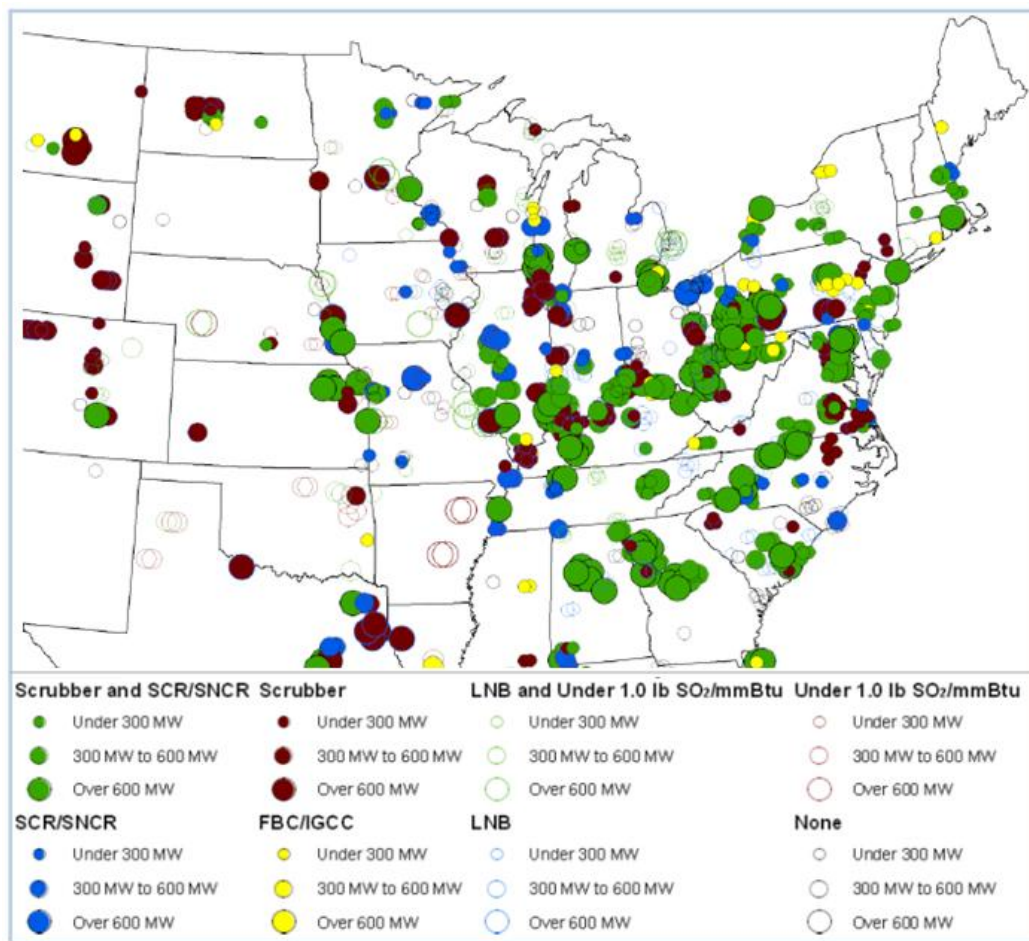 Scrubber and SCR/SNCR Scrubber LNB and Under 1.0 lb SO₂/mmBtu Under 1.0 lb SO₂/mmBtu
Under 300 MW Under 300 MW Under 300 MW Under 300 MW
300 MW to 600 MW 300 MW to 600 MW 300 MW to 600 MW 300 MW to 600 MW
Over 600 MW Over 600 MW Over 600 MW Over 600 MW
SCR/SNCR FBC/IGCC LNB None
Under 300 MW Under 300 MW Under 300 MW Under 300 MW
300 MW to 600 MW 300 MW to 600 MW 300 MW to 600 MW 300 MW to 600 MW
Over 600 MW Over 600 MW Over 600 MW Over 600 MW